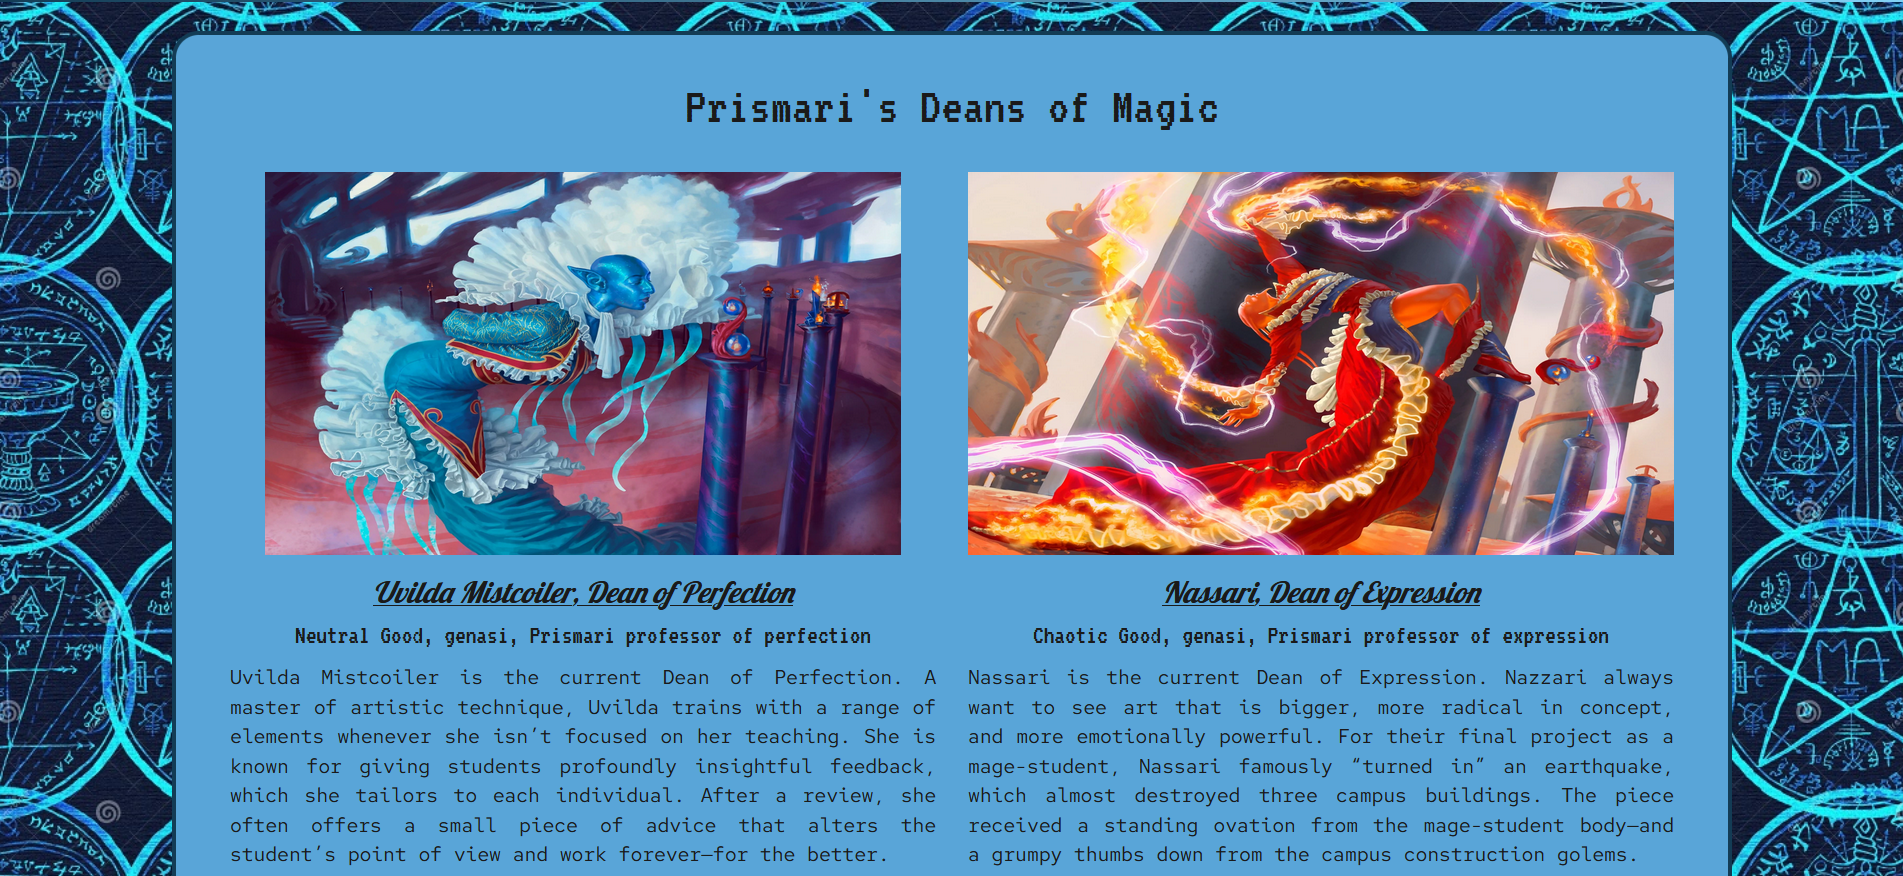 Prismari's Deans of Magic
Uvilda Mistcoiler, Dean of Perfection
Neutral Good, genasi, Prismari professor of perfection
Uvilda Mistcoiler is the current Dean of Perfection. A
master of artistic technique, Uvilda trains with a range of
elements whenever she isn’t focused on her teaching. She is
known for giving students profoundly insightful feedback,
which she tailors to each individual. After a review, she
often offers a small piece of advice that alters the
student’s point of view and work forever—for the better.
Nassari, Dean of Expression
Chaotic Good, genasi, Prismari professor of expression
Nassari is the current Dean of Expression. Nazzari always
want to see art that is bigger, more radical in concept,
and more emotionally powerful. For their final project as a
mage-student, Nassari famously “turned in” an earthquake,
which almost destroyed three campus buildings. The piece
received a standing ovation from the mage-student body—and
a grumpy thumbs down from the campus construction golems.